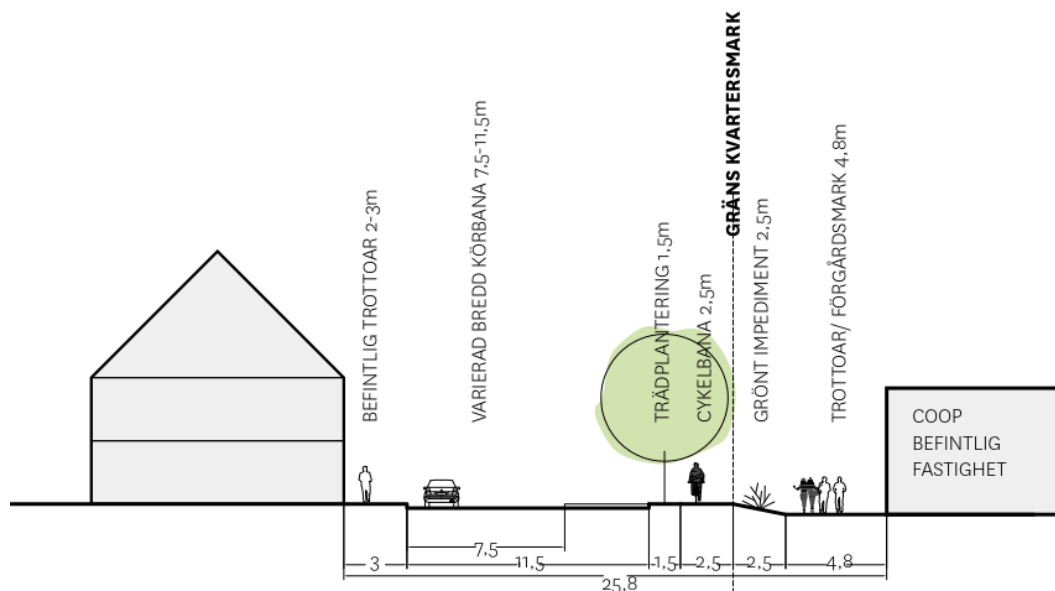 BEFINTLIG TROTTOAR 2-3m
VARIERAD BREDD KÖRBANA 7,5-11,5m
TRÄDPLANTERING 1,5m
CYKELBANA 2,5m
GRÄNS KVARTERSMARK
GRÖNT IMPEDIMENT 2,5m
TROTTOAR/ FÖRGÅRDSMARK 4,8m
COOP
BEFINTLIG
FASTIGHET
7,5
3
11,5
1,5
2,5
2,5
4,8
25,8